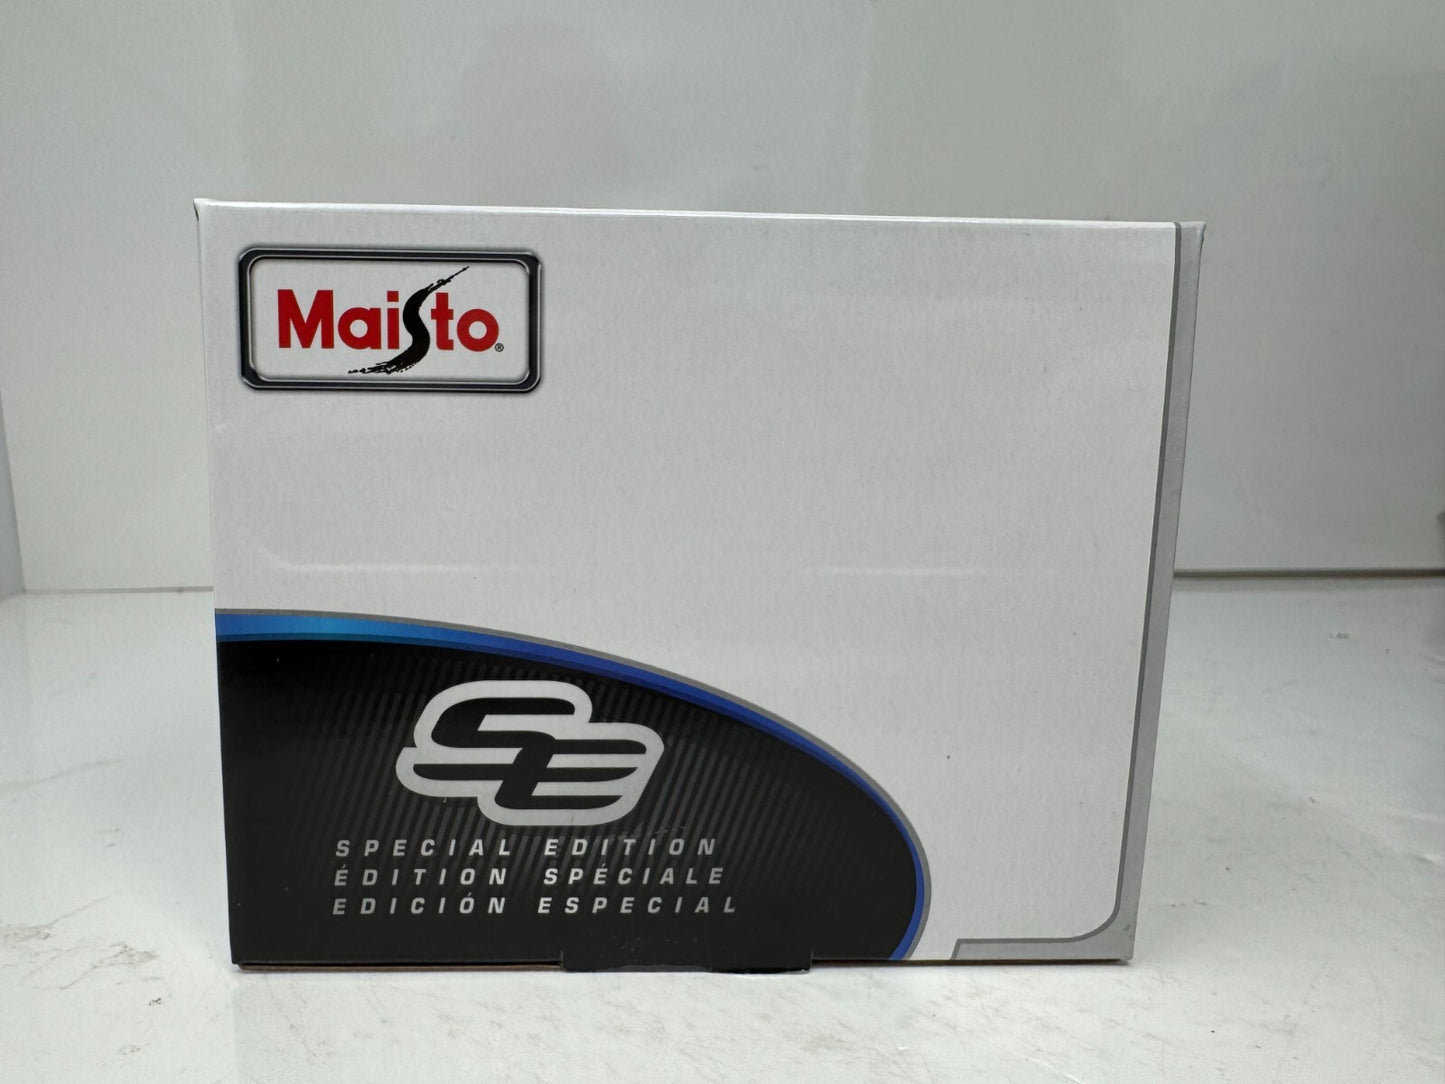 Maisto®
SE
SPECIAL EDITION
ÉDITION SPÉCIALE
EDICIÓN ESPECIAL